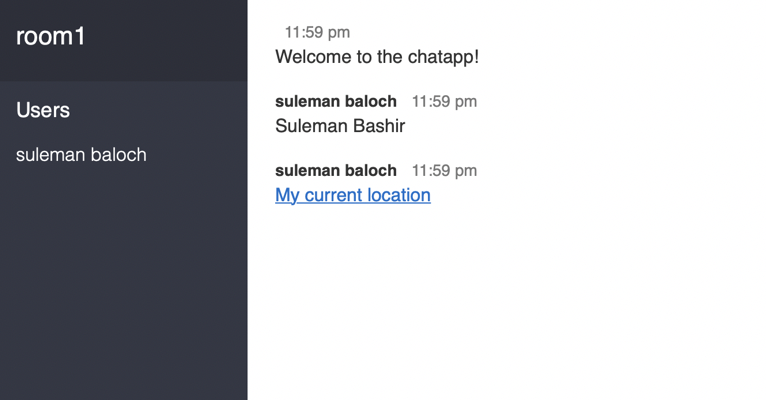 room1
Users
suleman baloch
11:59 pm
Welcome to the chatapp!
suleman baloch 11:59 pm
Suleman Bashir
suleman baloch 11:59 pm
My current location